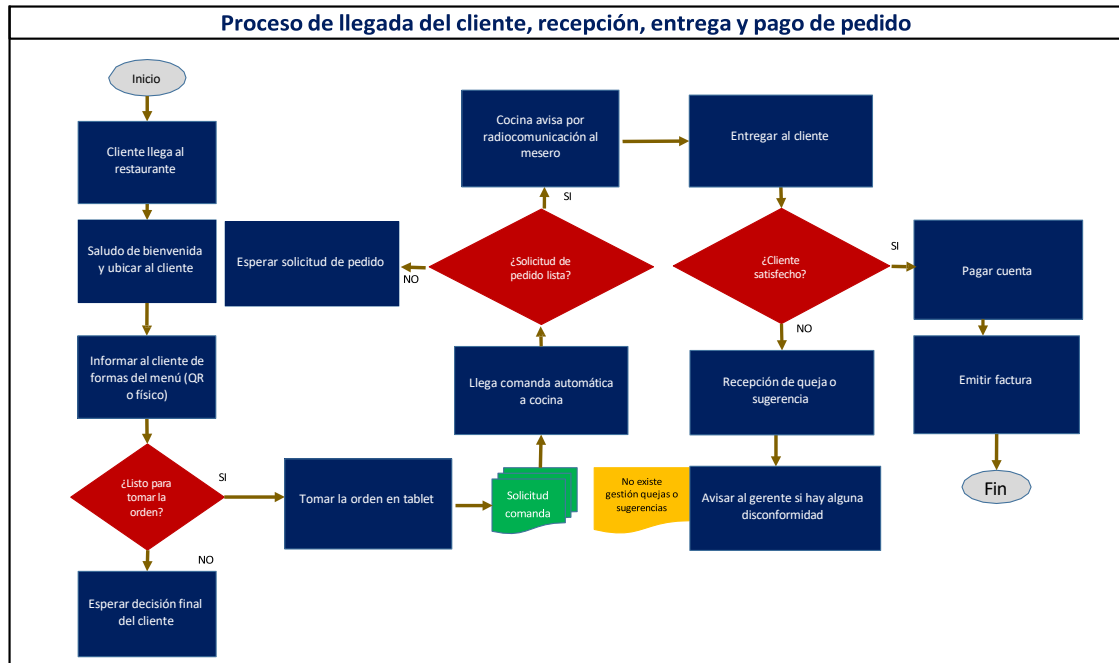 Proceso de llegada del cliente, recepción, entrega y pago de pedido
Inicio
Cliente llega al
restaurante
Saludo de bienvenida
y ubicar al cliente
Informar al cliente de
formas del menú (QR
o físico)
¿Listo para
tomar la
orden?
SI
NO
Esperar decisión final
del cliente
Tomar la orden en tablet
Solicitud
comanda
Llega comanda automática
a cocina
¿Solicitud de
pedido lista?
NO
Esperar solicitud de pedido
SI
Cocina avisa por
radiocomunicación al
mesero
Entregar al cliente
¿Cliente
satisfecho?
NO
Recepción de queja o
sugerencia
No existe
gestión quejas o
sugerencias
Avisar al gerente si hay alguna
disconformidad
SI
Pagar cuenta
Emitir factura
Fin